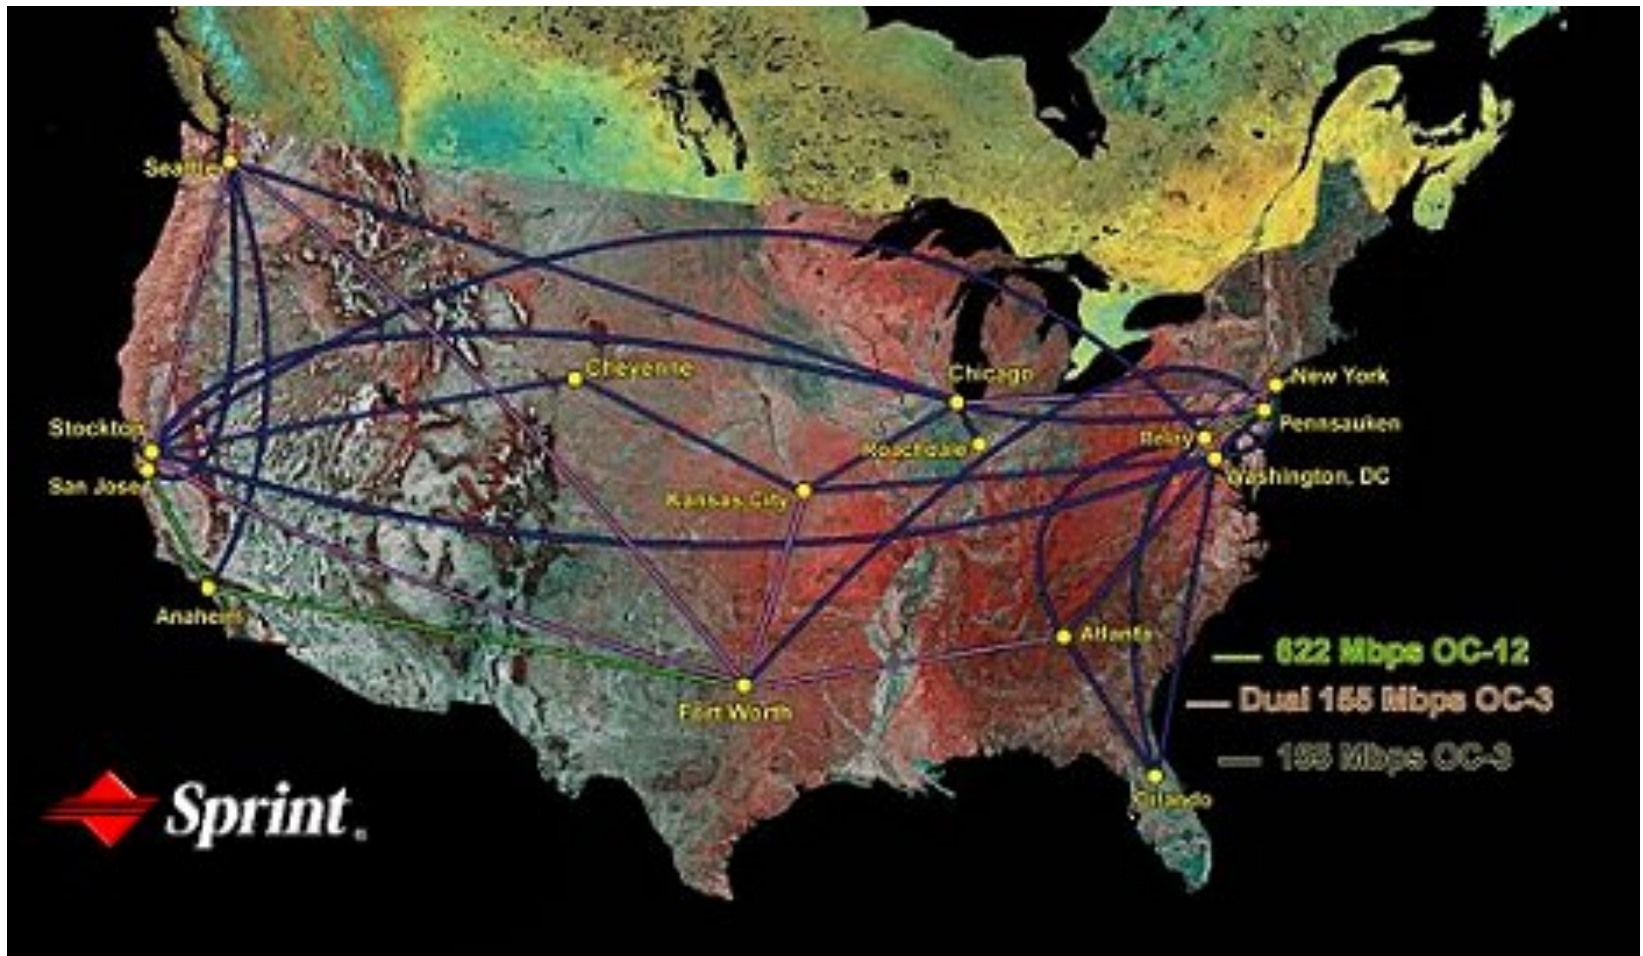 Seattle
Cheyenne
Chicago
New York
Stockton
Pennsauken
Relay
Roachdale
San Jose
Washington, DC
Kansas City
Anaheim
Atlanta
622 Mbps OC-12
Fort Worth
Dual 155 Mbps OC-3
155 Mbps OC-3
Orlando
Sprint®